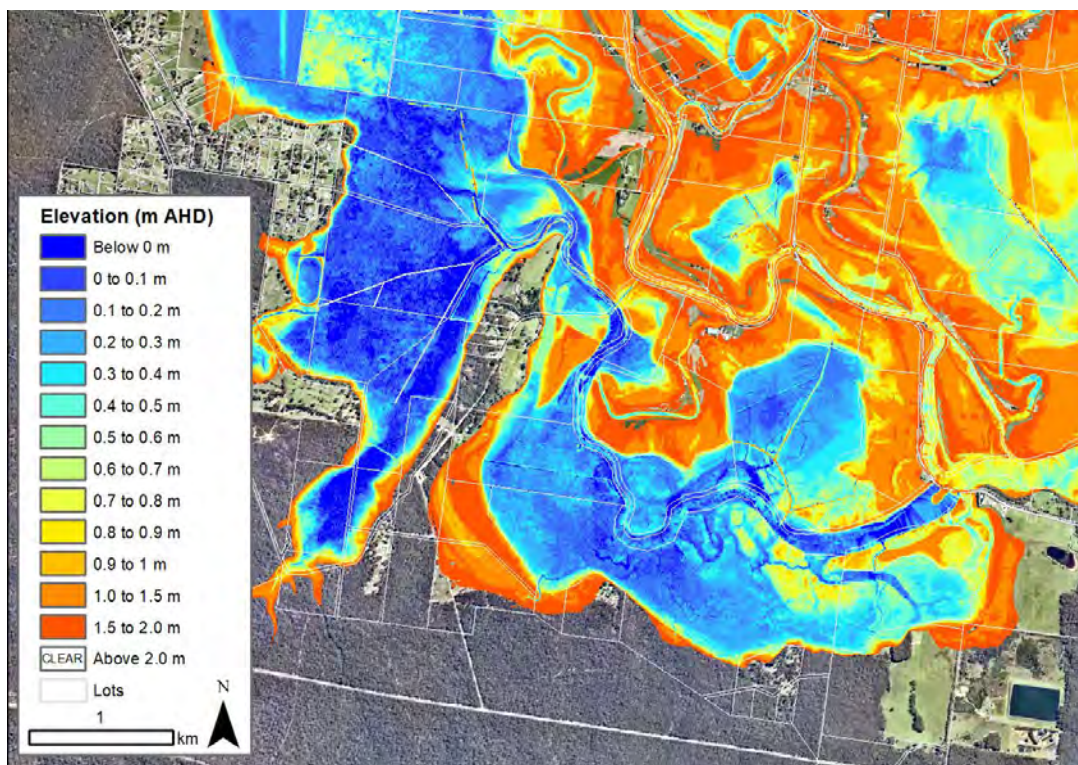 Elevation (m AHD)
Below 0 m
0 to 0.1 m
0.1 to 0.2 m
0.2 to 0.3 m
0.3 to 0.4 m
0.4 to 0.5 m
0.5 to 0.6 m
0.6 to 0.7 m
0.7 to 0.8 m
0.8 to 0.9 m
0.9 to 1 m
1.0 to 1.5 m
1.5 to 2.0 m
CLEAR Above 2.0 m
Lots
N
1
km